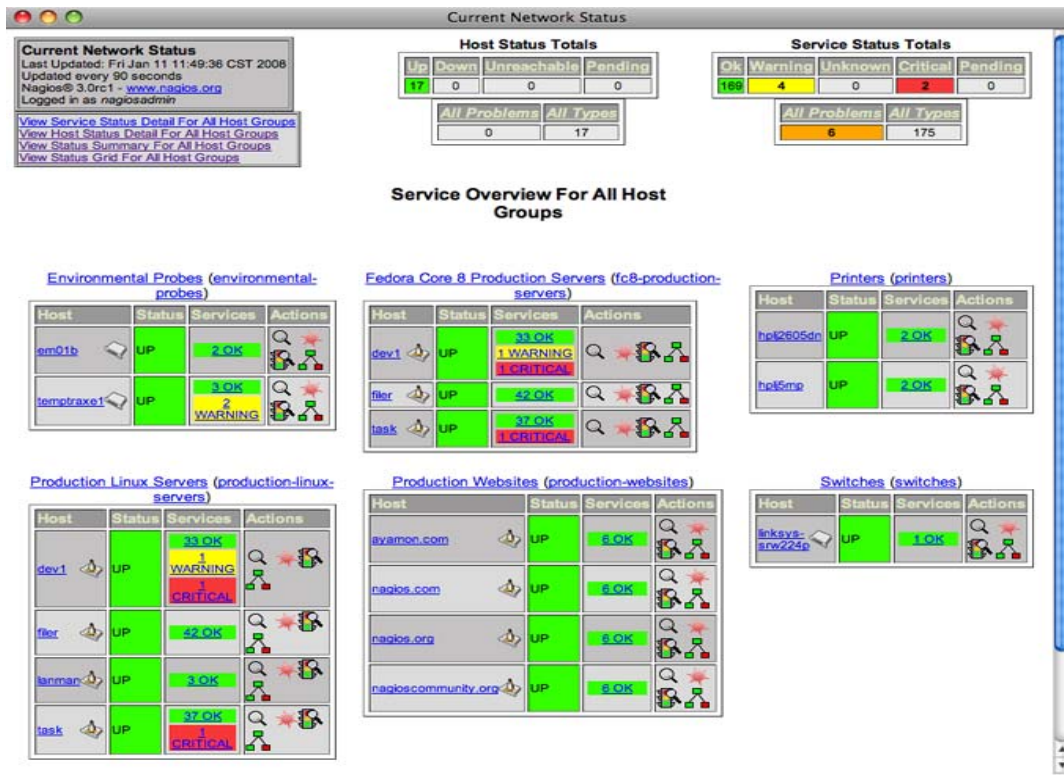 Current Network Status
Current Network Status
Last Updated: Fri Jan 11 11:49:36 CST 2008
Updated every 90 seconds
Nagios® 3.0rc1 - www.nagios.org
Logged in as nagiosadmin
View Service Status Detail For All Host Groups
View Host Status Detail For All Host Groups
View Status Summary For All Host Groups
View Status Grid For All Host Groups
Host Status Totals
Up Down Unreachable Pending
17 0 0 0
All Problems All Types
0 17
Service Status Totals
Ok Warning Unknown Critical Pending
169 4 0 2 0
All Problems All Types
6 175
Service Overview For All Host
Groups
Environmental Probes (environmental-
probes)
Host Status Services Actions
em01b UP 2 OK
temptraxe1 UP 3 OK
2
WARNING
Fedora Core 8 Production Servers (fc8-production-
servers)
Host Status Services Actions
dev1 UP 33 OK
1 WARNING
1 CRITICAL
filer UP 42 OK
task UP 37 OK
1 CRITICAL
Printers (printers)
Host Status Services Actions
hplj2605dn UP 2 OK
hplj5mp UP 2 OK
Production Linux Servers (production-linux-
servers)
Host Status Services Actions
dev1 UP 33 OK
1
WARNING
1
CRITICAL
filer UP 42 OK
lanman UP 3 OK
task UP 37 OK
1
CRITICAL
Production Websites (production-websites)
Host Status Services Actions
ayamon.com UP 6 OK
nagios.com UP 6 OK
nagios.org UP 6 OK
nagioscommunity.org UP 6 OK
Switches (switches)
Host Status Services Actions
linksys-
srw224p UP 1 OK